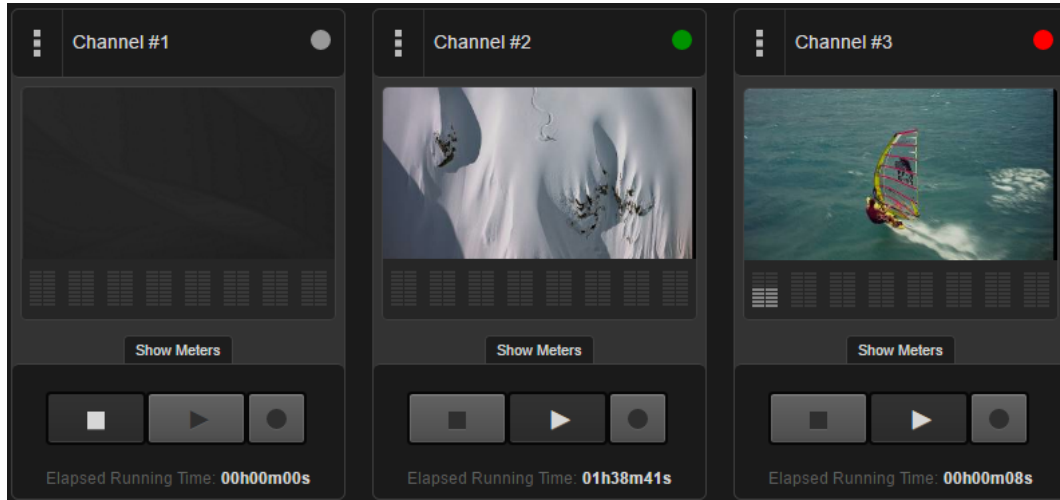 Channel #1
Channel #2
Channel #3
Show Meters
Show Meters
Show Meters
Elapsed Running Time: 00h00m00s
Elapsed Running Time: 01h38m41s
Elapsed Running Time: 00h00m08s